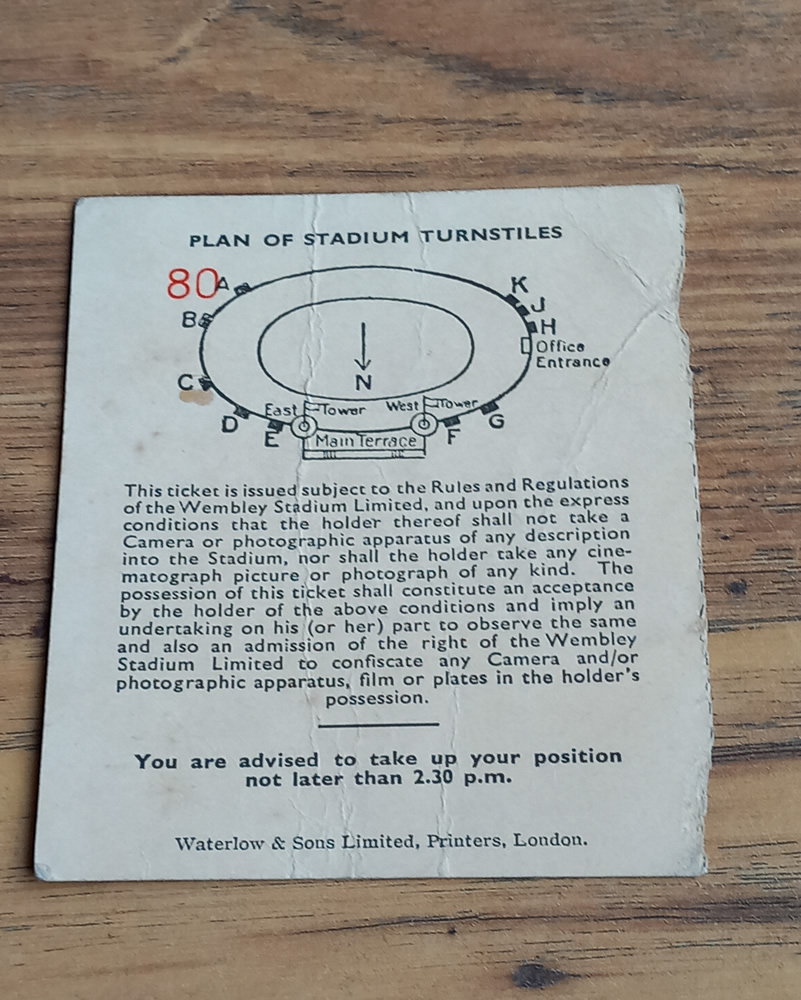 PLAN OF STADIUM TURNSTILES
80
A
K
J
B
H
Office
Entrance
N
C
East Tower
West Tower
D
G
E
Main Terrace
F
This ticket is issued subject to the Rules and Regulations
of the Wembley Stadium Limited, and upon the express
conditions that the holder thereof shall not take a
Camera or photographic apparatus of any description
into the Stadium, nor shall the holder take any cine-
matograph picture or photograph of any kind. The
possession of this ticket shall constitute an acceptance
by the holder of the above conditions and imply an
undertaking on his (or her) part to observe the same
and also an admission of the right of the Wembley
Stadium Limited to confiscate any Camera and/or
photographic apparatus, film or plates in the holder's
possession.
You are advised to take up your position
not later than 2.30 p.m.
Waterlow & Sons Limited, Printers, London.